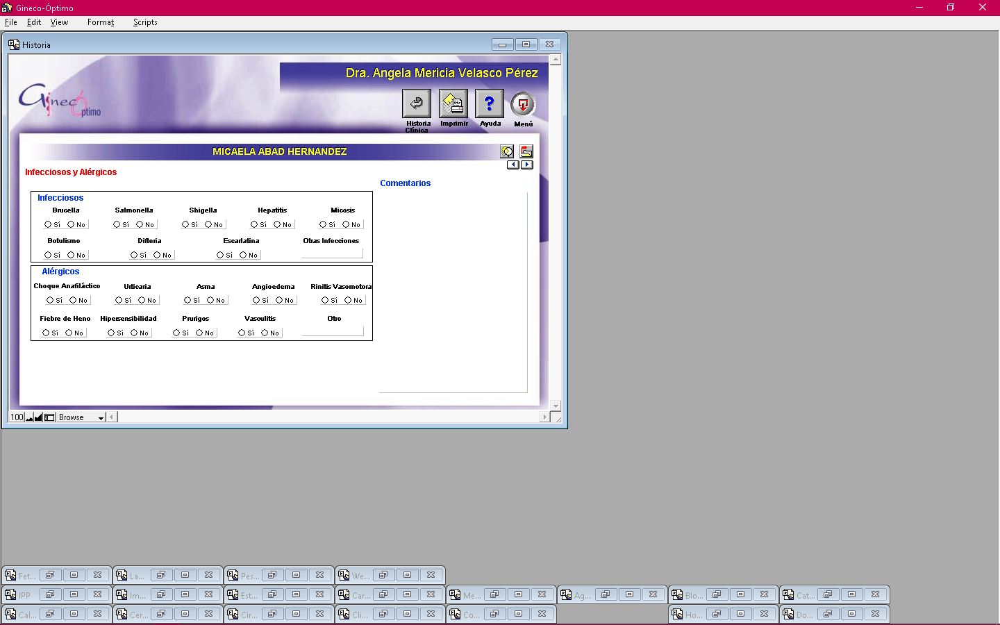 Gineco-Óptimo
File Edit View Format Scripts
Historia
Dra. Angela Mericia Velasco Pérez
Gineco Óptimo
Historia Clínica Imprimir Ayuda Menú
MICAELA ABAD HERNANDEZ
Infecciosos y Alérgicos
Comentarios
Infecciosos
Brucella Salmonella Shigella Hepatitis Micosis
Sí No Sí No Sí No Sí No Sí No
Botulismo Difteria Escarlatina Otras Infecciones
Sí No Sí No Sí No
Alérgicos
Choque Anafiláctico Urticaria Asma Angioedema Rinitis Vasomotora
Sí No Sí No Sí No Sí No Sí No
Fiebre de Heno Hipersensibilidad Prurigos Vasculitis Otro
Sí No Sí No Sí No Sí No
100 Browse
Fet... La... Pes... We...
IPP Im... Est... Car... Me... Ag... Blo... Cat...
Cal... Cer... Cir... Clí... Co... Ho... Do...